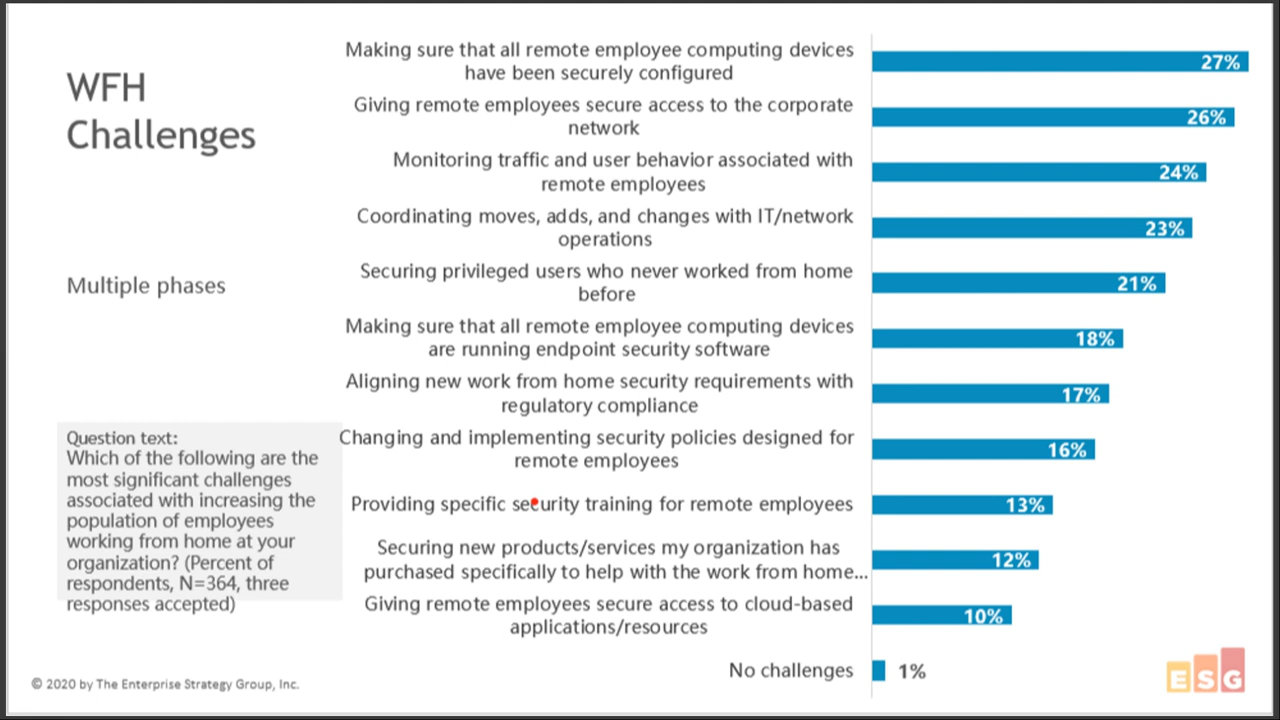 WFH
Challenges
Multiple phases
Question text:
Which of the following are the
most significant challenges
associated with increasing the
population of employees
working from home at your
organization? (Percent of
respondents, N=364, three
responses accepted)
Making sure that all remote employee computing devices
have been securely configured
27%
Giving remote employees secure access to the corporate
network
26%
Monitoring traffic and user behavior associated with
remote employees
24%
Coordinating moves, adds, and changes with IT/network
operations
23%
Securing privileged users who never worked from home
before
21%
Making sure that all remote employee computing devices
are running endpoint security software
18%
Aligning new work from home security requirements with
regulatory compliance
17%
Changing and implementing security policies designed for
remote employees
16%
Providing specific security training for remote employees
13%
Securing new products/services my organization has
purchased specifically to help with the work from home...
12%
Giving remote employees secure access to cloud-based
applications/resources
10%
No challenges
1%
© 2020 by The Enterprise Strategy Group, Inc.
ESG